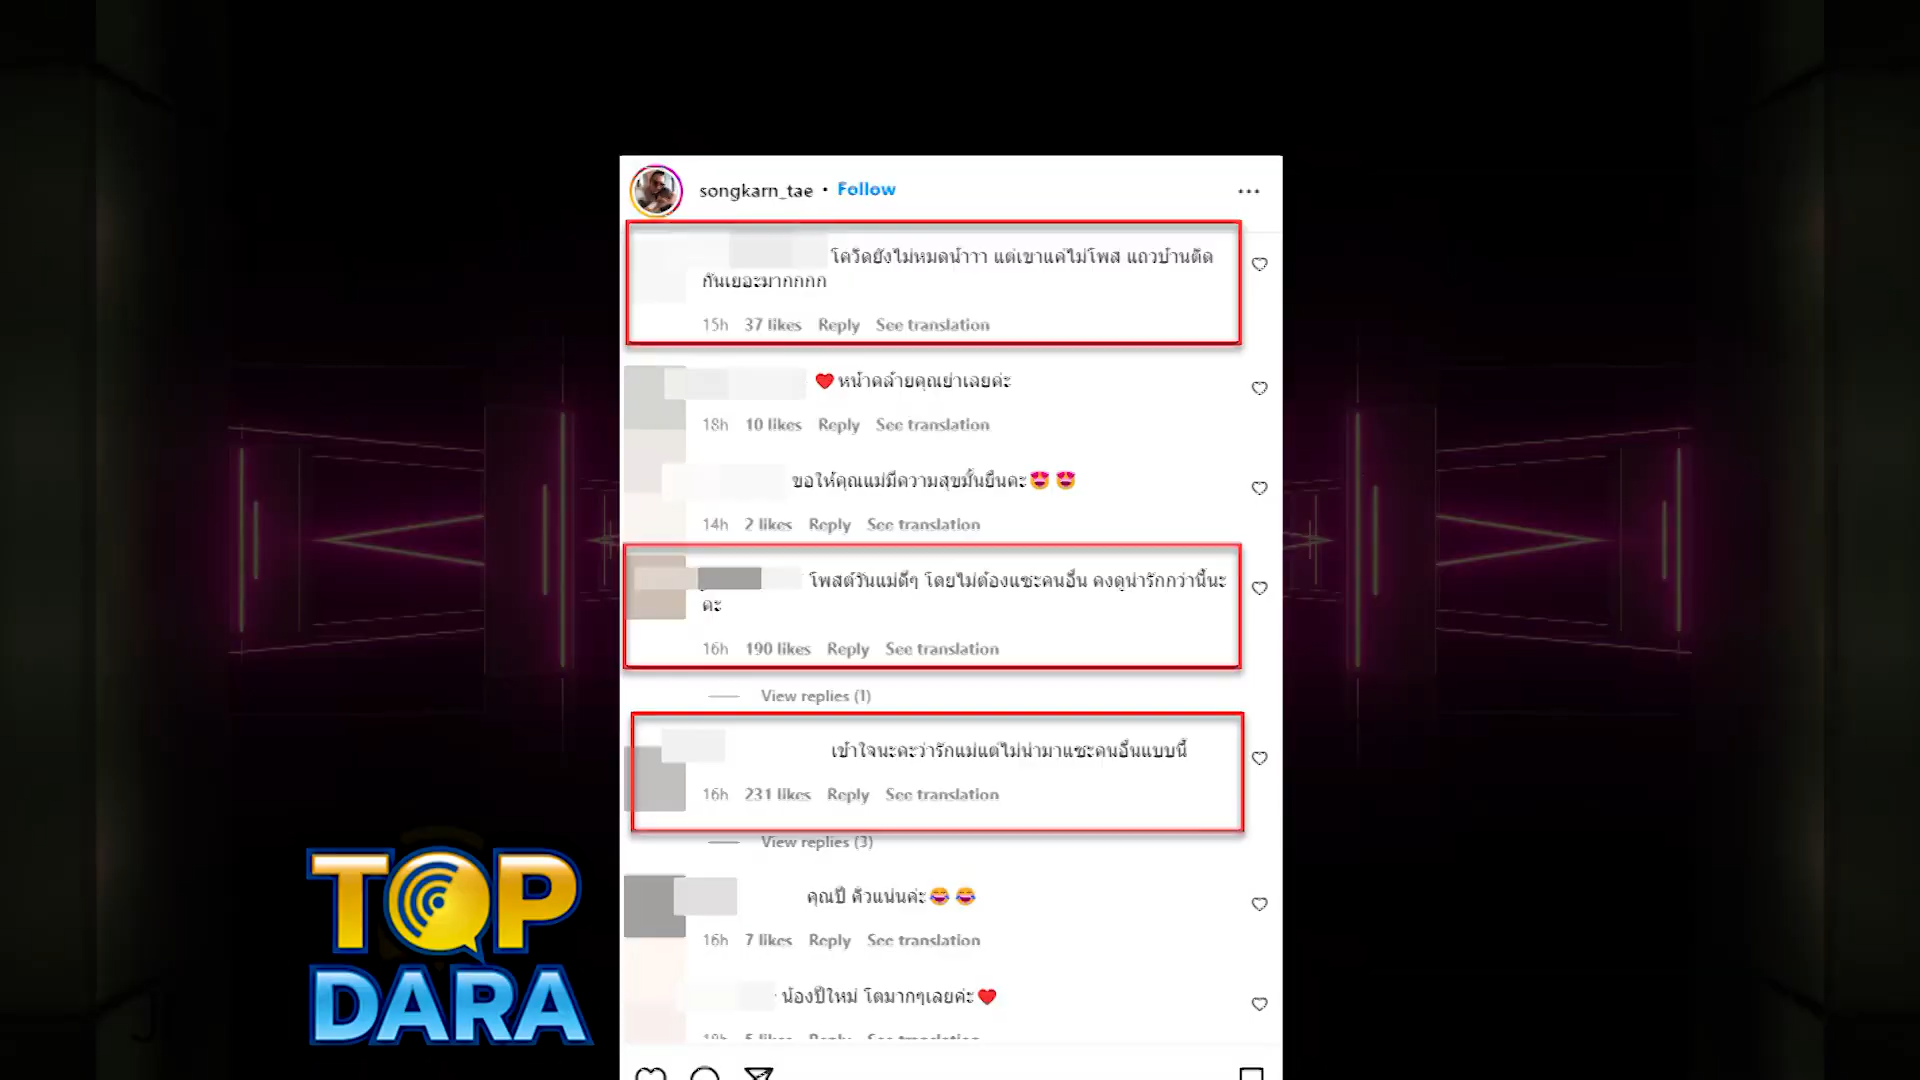 songkarn_tae • Follow
โควิดยังไม่หมดน้าาา แต่เขาแค่ไม่โพส แถวบ้านติด
กันเยอะมากกกก
15h 37 likes Reply See translation
❤️หน้าคล้ายคุณย่าเลยค่ะ
18h 10 likes Reply See translation
ขอให้คุณแม่มีความสุขมั้นยืนคะ😍😍
14h 2 likes Reply See translation
โพสต์วันแม่ดีๆ โดยไม่ต้องแซะคนอื่น คงดูน่ารักกว่านี้นะ
คะ
16h 190 likes Reply See translation
View replies (1)
เข้าใจนะคะว่ารักแม่แต่ไม่น่ามาแซะคนอื่นแบบนี้
16h 231 likes Reply See translation
View replies (3)
คุณปี คิ้วแน่นค่ะ😂😂
16h 7 likes Reply See translation
น้องปีใหม่ โตมากๆเลยค่ะ❤️
18h 5 likes Reply See translation
TOP
DARA